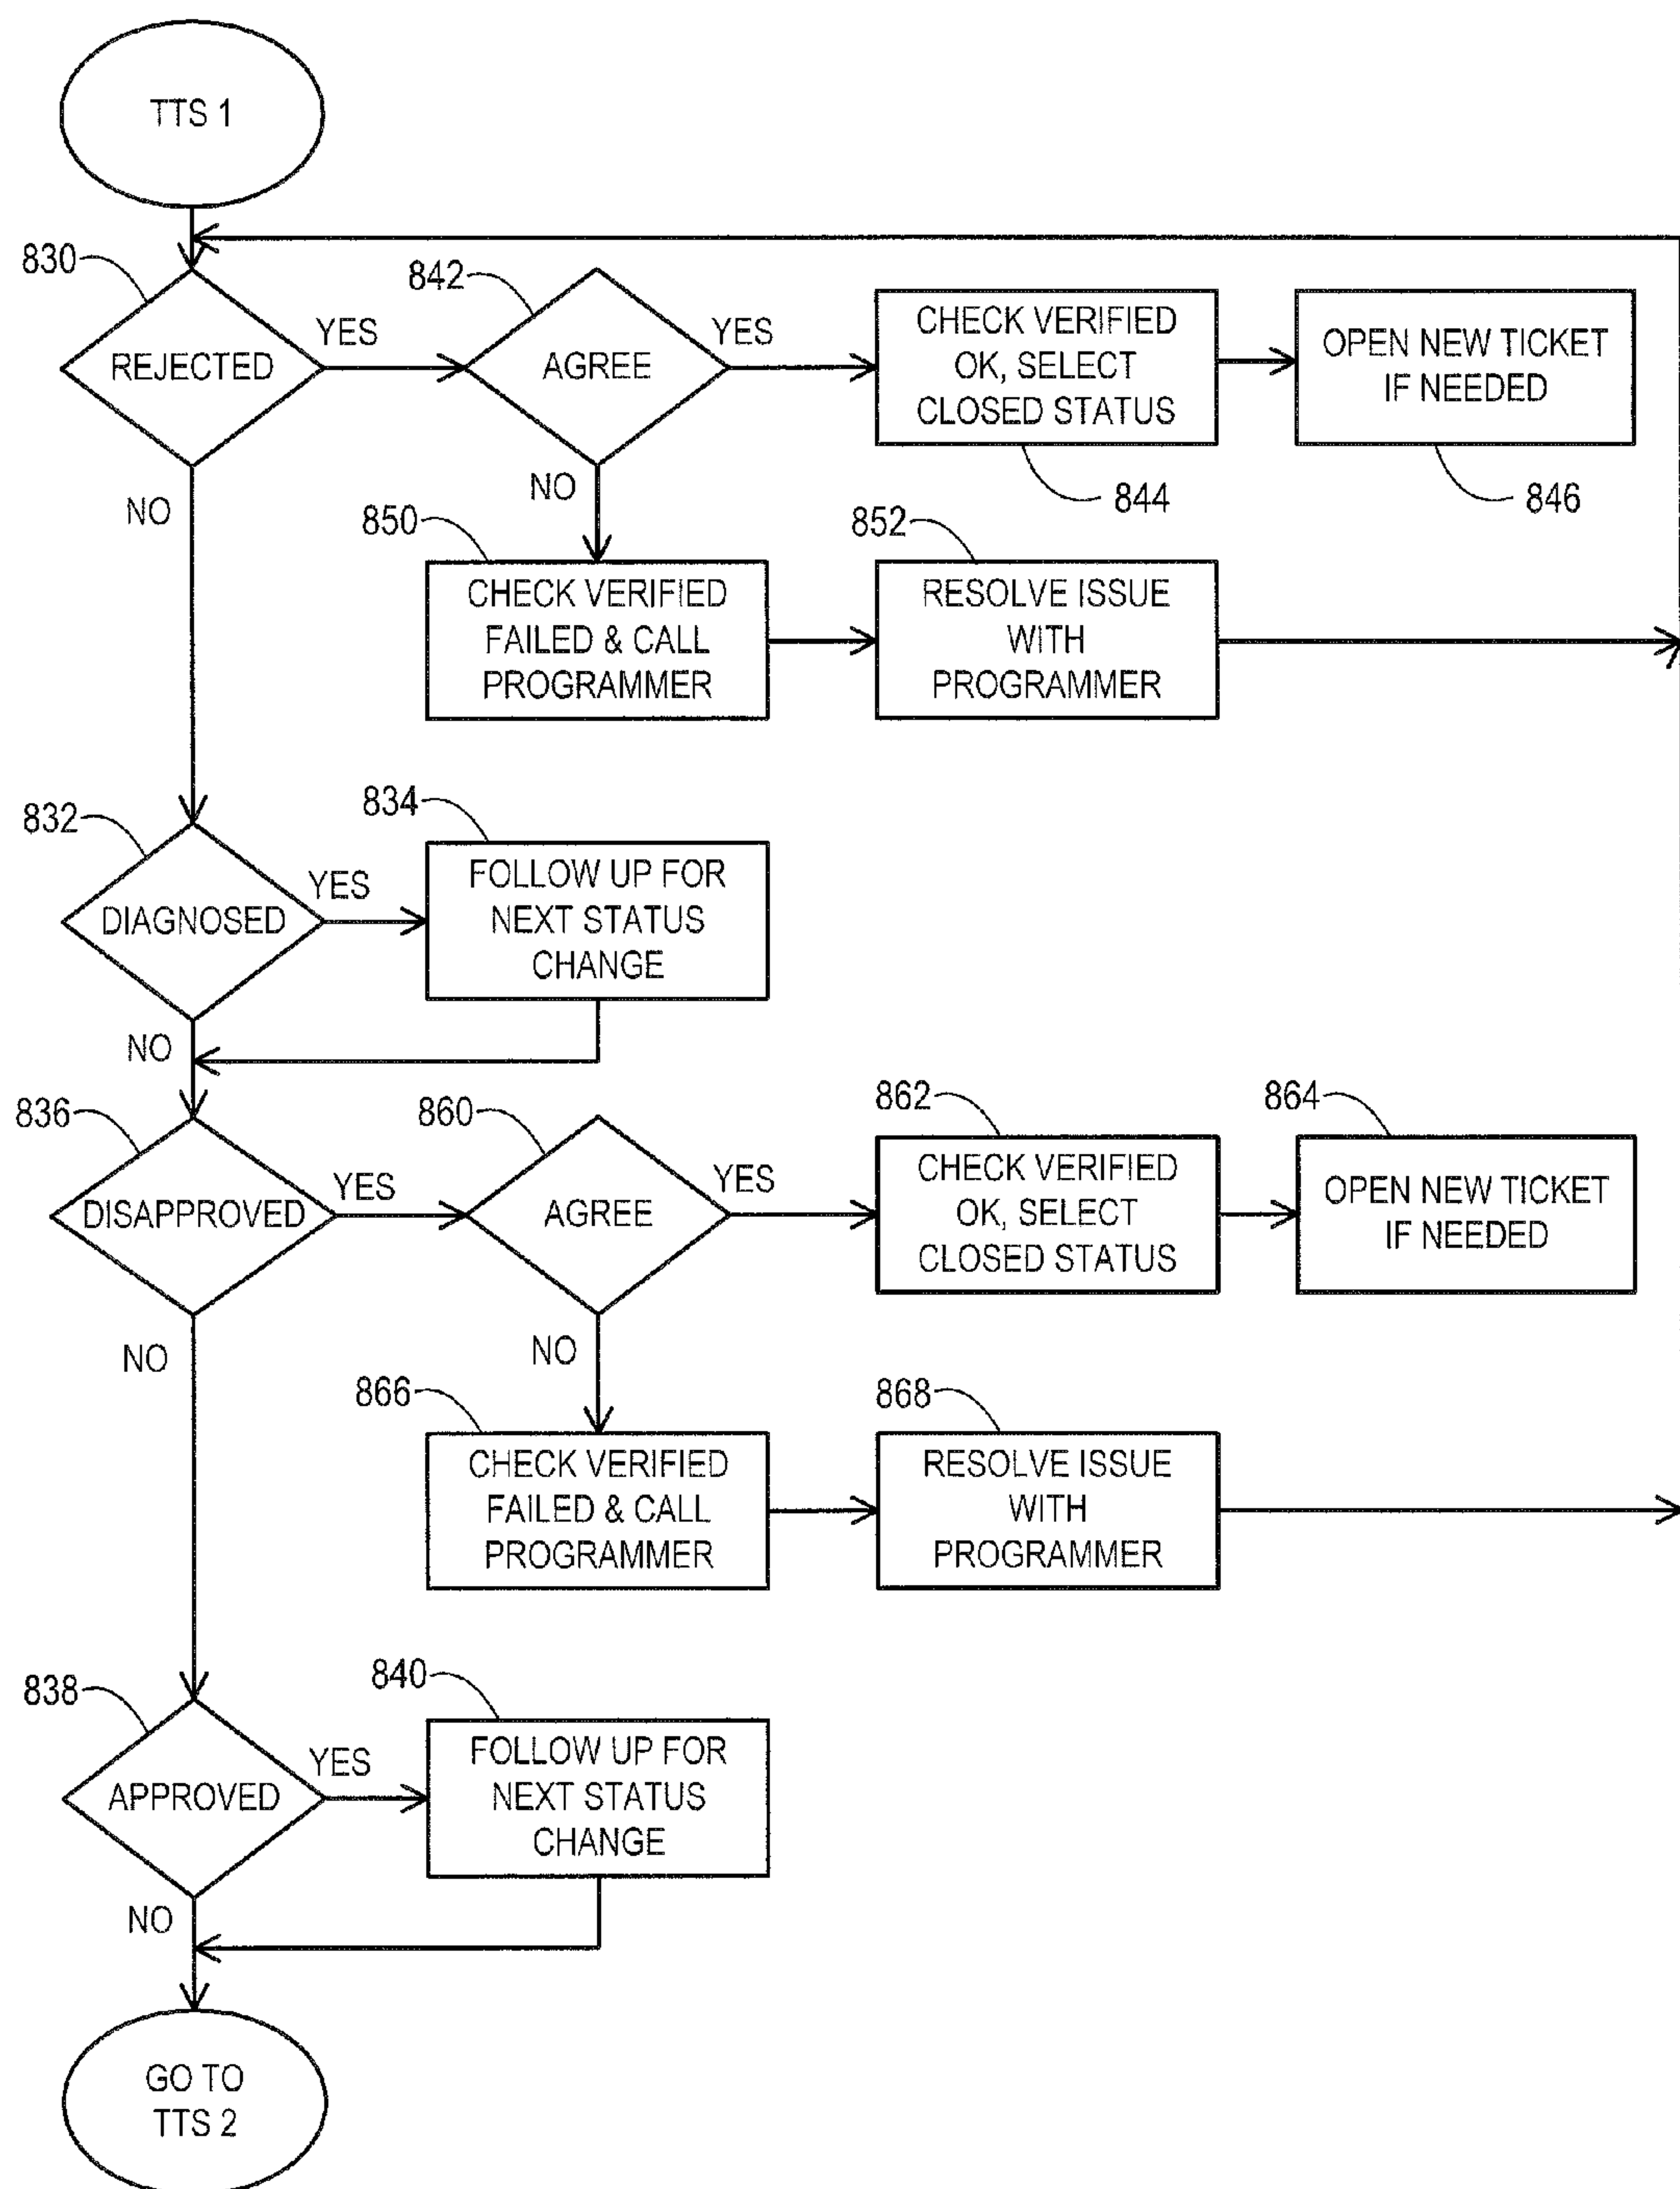 TTS 1
830
REJECTED
YES
842
AGREE
YES
CHECK VERIFIED
OK, SELECT
CLOSED STATUS
844
OPEN NEW TICKET
IF NEEDED
846
NO
NO
850
CHECK VERIFIED
FAILED & CALL
PROGRAMMER
852
RESOLVE ISSUE
WITH
PROGRAMMER
832
DIAGNOSED
YES
834
FOLLOW UP FOR
NEXT STATUS
CHANGE
NO
836
DISAPPROVED
YES
860
AGREE
YES
862
CHECK VERIFIED
OK, SELECT
CLOSED STATUS
864
OPEN NEW TICKET
IF NEEDED
NO
NO
866
CHECK VERIFIED
FAILED & CALL
PROGRAMMER
868
RESOLVE ISSUE
WITH
PROGRAMMER
838
APPROVED
YES
840
FOLLOW UP FOR
NEXT STATUS
CHANGE
NO
GO TO
TTS 2